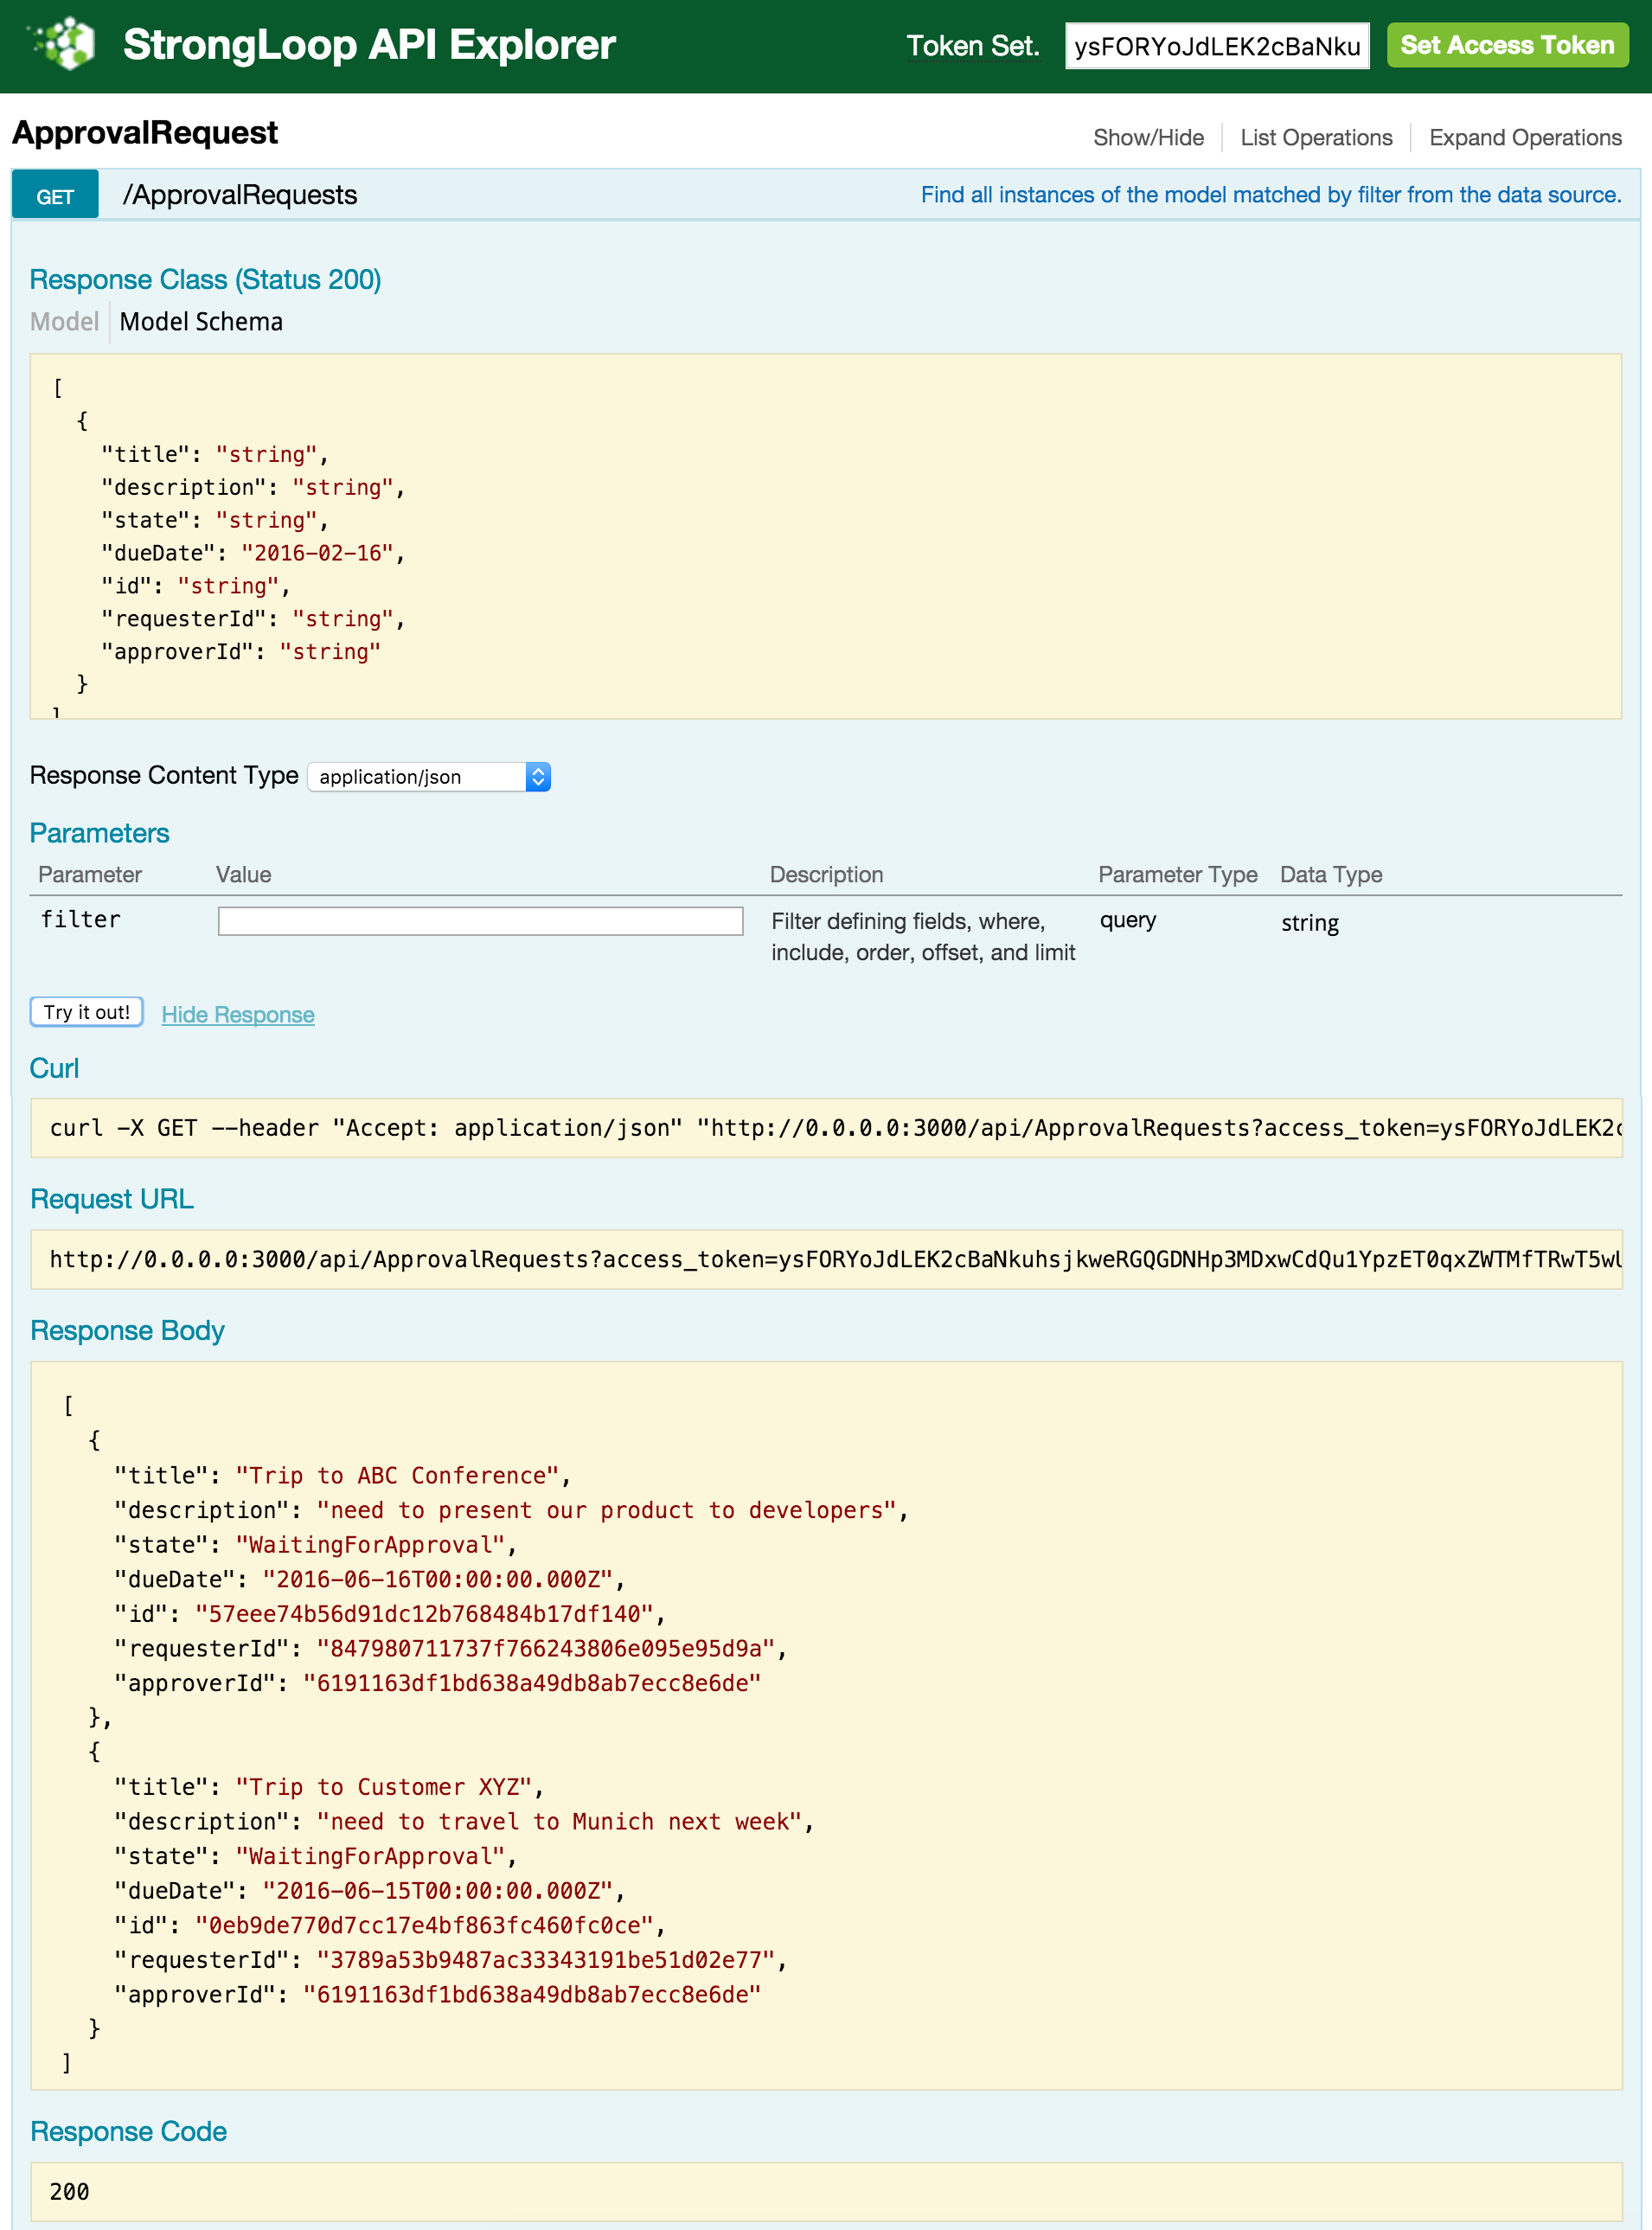 StrongLoop API Explorer
Token Set.
ysFORYoJdLEK2cBaNku
Set Access Token
ApprovalRequest
Show/Hide
List Operations
Expand Operations
GET
/ApprovalRequests
Find all instances of the model matched by filter from the data source.
Response Class (Status 200)
Model
Model Schema
[
{
"title": "string",
"description": "string",
"state": "string",
"dueDate": "2016-02-16",
"id": "string",
"requesterId": "string",
"approverId": "string"
}
]
Response Content Type
application/json
Parameters
Parameter Value Description Parameter Type Data Type
filter
Filter defining fields, where,
include, order, offset, and limit
query
string
Try it out!
Hide Response
Curl
curl -X GET --header "Accept: application/json" "http://0.0.0.0:3000/api/ApprovalRequests?access_token=ysFORYoJdLEK2c
Request URL
http://0.0.0.0:3000/api/ApprovalRequests?access_token=ysFORYoJdLEK2cBaNkuhsjkweRGQGDNHp3MDxwCdQu1YpzET0qxZWTMfTRwT5wU
Response Body
[
{
"title": "Trip to ABC Conference",
"description": "need to present our product to developers",
"state": "WaitingForApproval",
"dueDate": "2016-06-16T00:00:00.000Z",
"id": "57eee74b56d91dc12b768484b17df140",
"requesterId": "847980711737f766243806e095e95d9a",
"approverId": "6191163df1bd638a49db8ab7ecc8e6de"
},
{
"title": "Trip to Customer XYZ",
"description": "need to travel to Munich next week",
"state": "WaitingForApproval",
"dueDate": "2016-06-15T00:00:00.000Z",
"id": "0eb9de770d7cc17e4bf863fc460fc0ce",
"requesterId": "3789a53b9487ac33343191be51d02e77",
"approverId": "6191163df1bd638a49db8ab7ecc8e6de"
}
]
Response Code
200